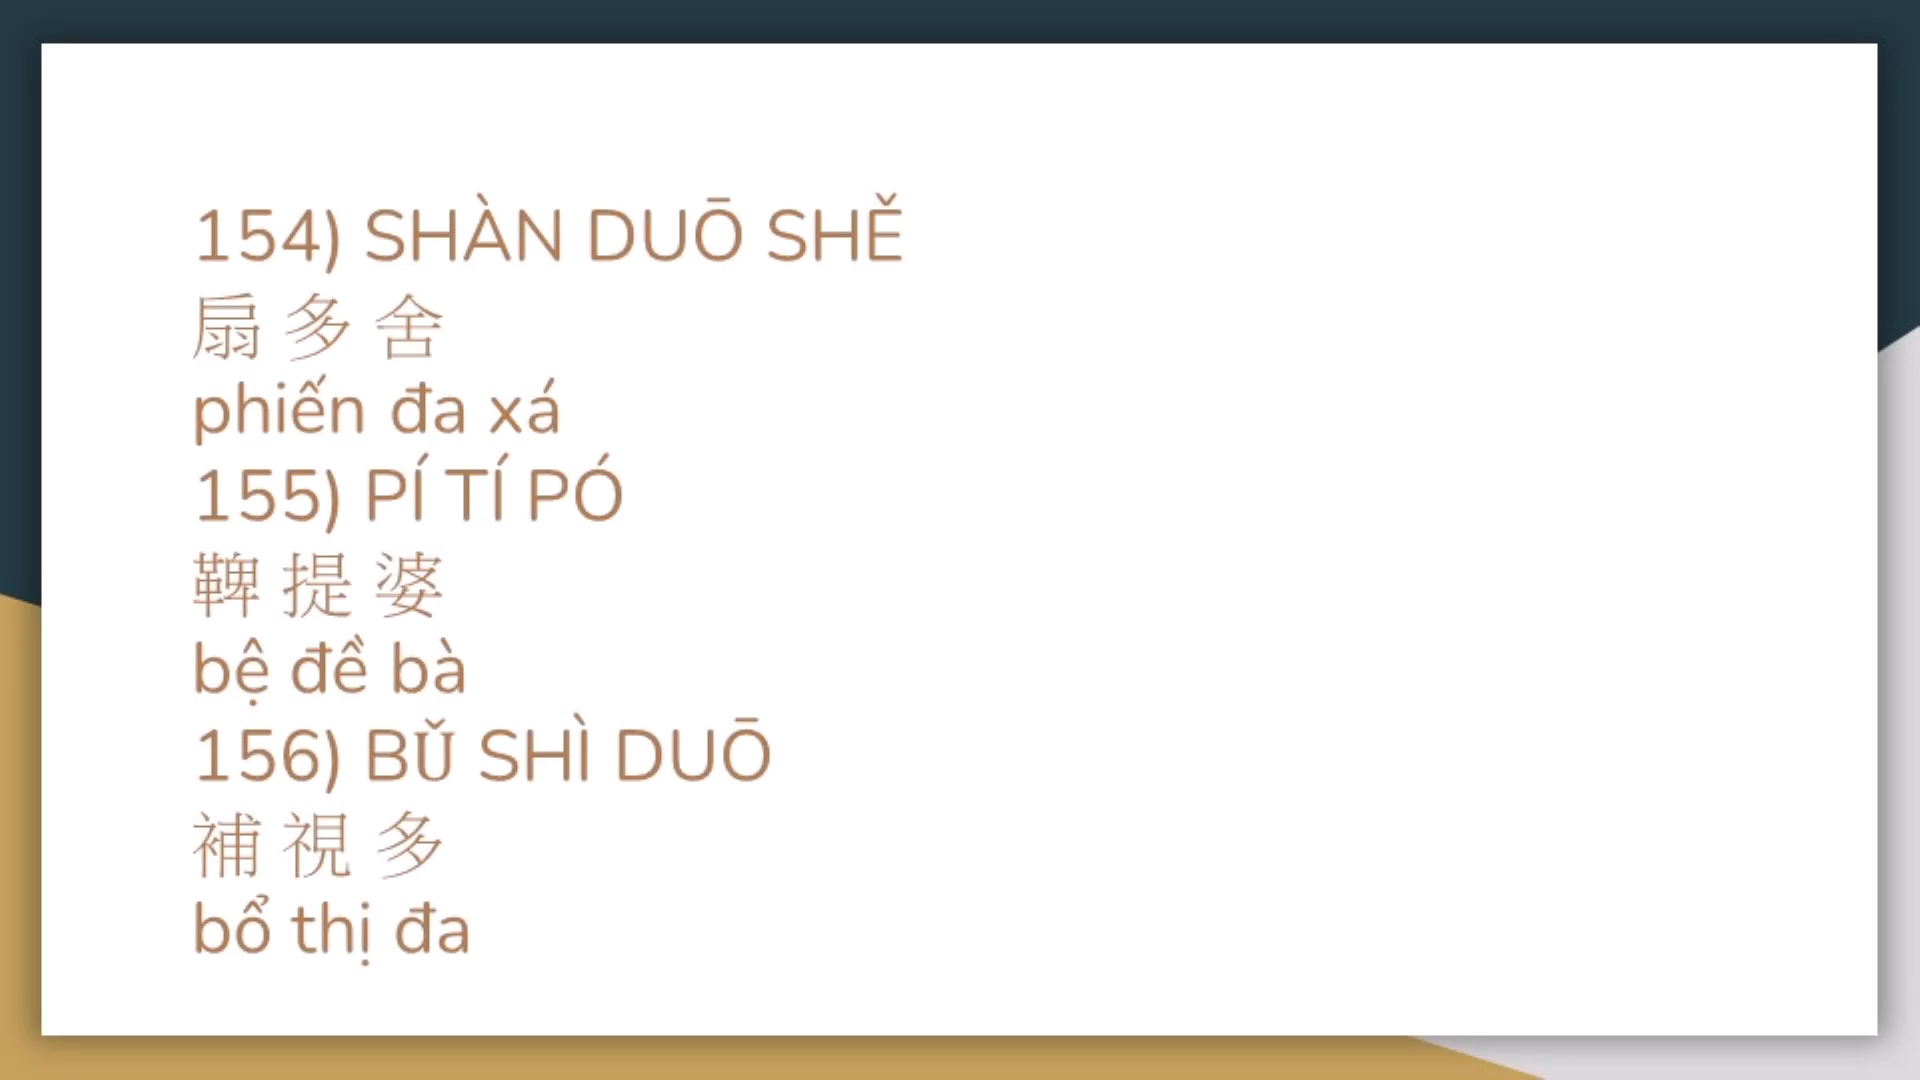 154) SHÀN DUŌ SHĚ
扇 多 舍
phiến đa xá
155) PÍ TÍ PÓ
鞞 提 婆
bệ đề bà
156) BǓ SHÌ DUŌ
補 視 多
bổ thị đa